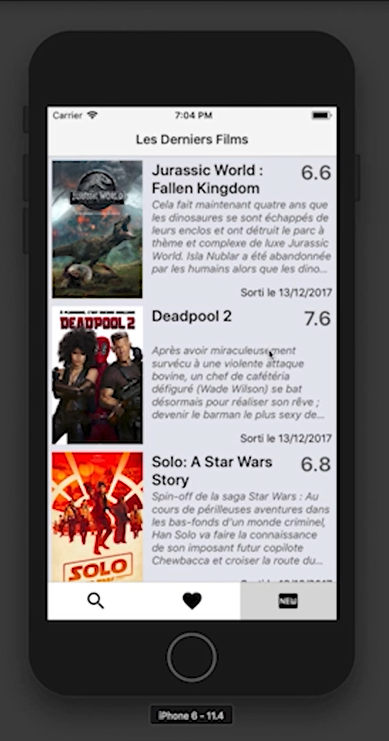 Carrier 7:04 PM
Les Derniers Films
JURASSIC WORLD
Jurassic World :
Fallen Kingdom
6.6
Cela fait maintenant quatre ans que
les dinosaures se sont échappés de
leurs enclos et ont détruit le parc à
thème et complexe de luxe Jurassic
World. Isla Nublar a été abandonnée
par les humains alors que les dino...
Sorti le 13/12/2017
DEADPOOL 2
Deadpool 2
7.6
Après avoir miraculeusement
survécu à une violente attaque
bovine, un chef de cafétéria
défiguré (Wade Wilson) se bat
désormais pour réaliser son rêve ;
devenir le barman le plus sexy de...
Sorti le 13/12/2017
SOLO
Solo: A Star Wars
Story
6.8
Spin-off de la saga Star Wars : Au
cours de périlleuses aventures dans
les bas-fonds d'un monde criminel,
Han Solo va faire la connaissance
de son imposant futur copilote
Chewbacca et croiser la route du...
NEW
iPhone 6 - 11.4